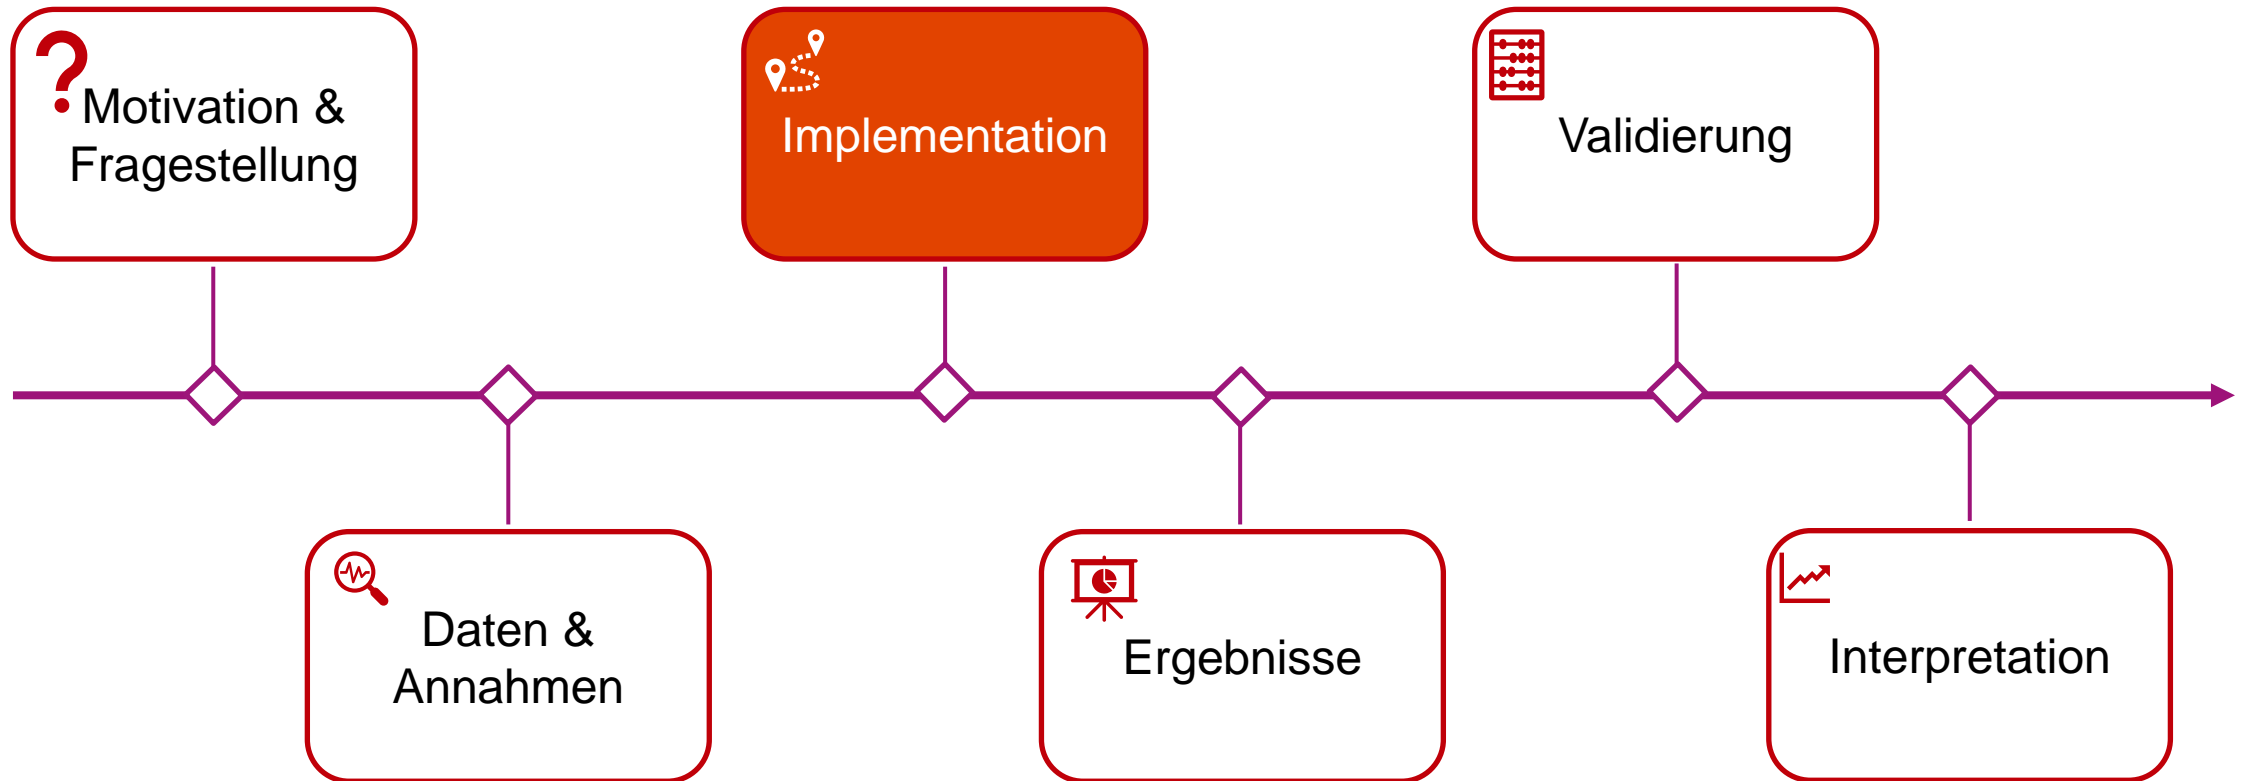 Motivation &
Fragestellung
Implementation
Validierung
Daten &
Annahmen
Ergebnisse
Interpretation